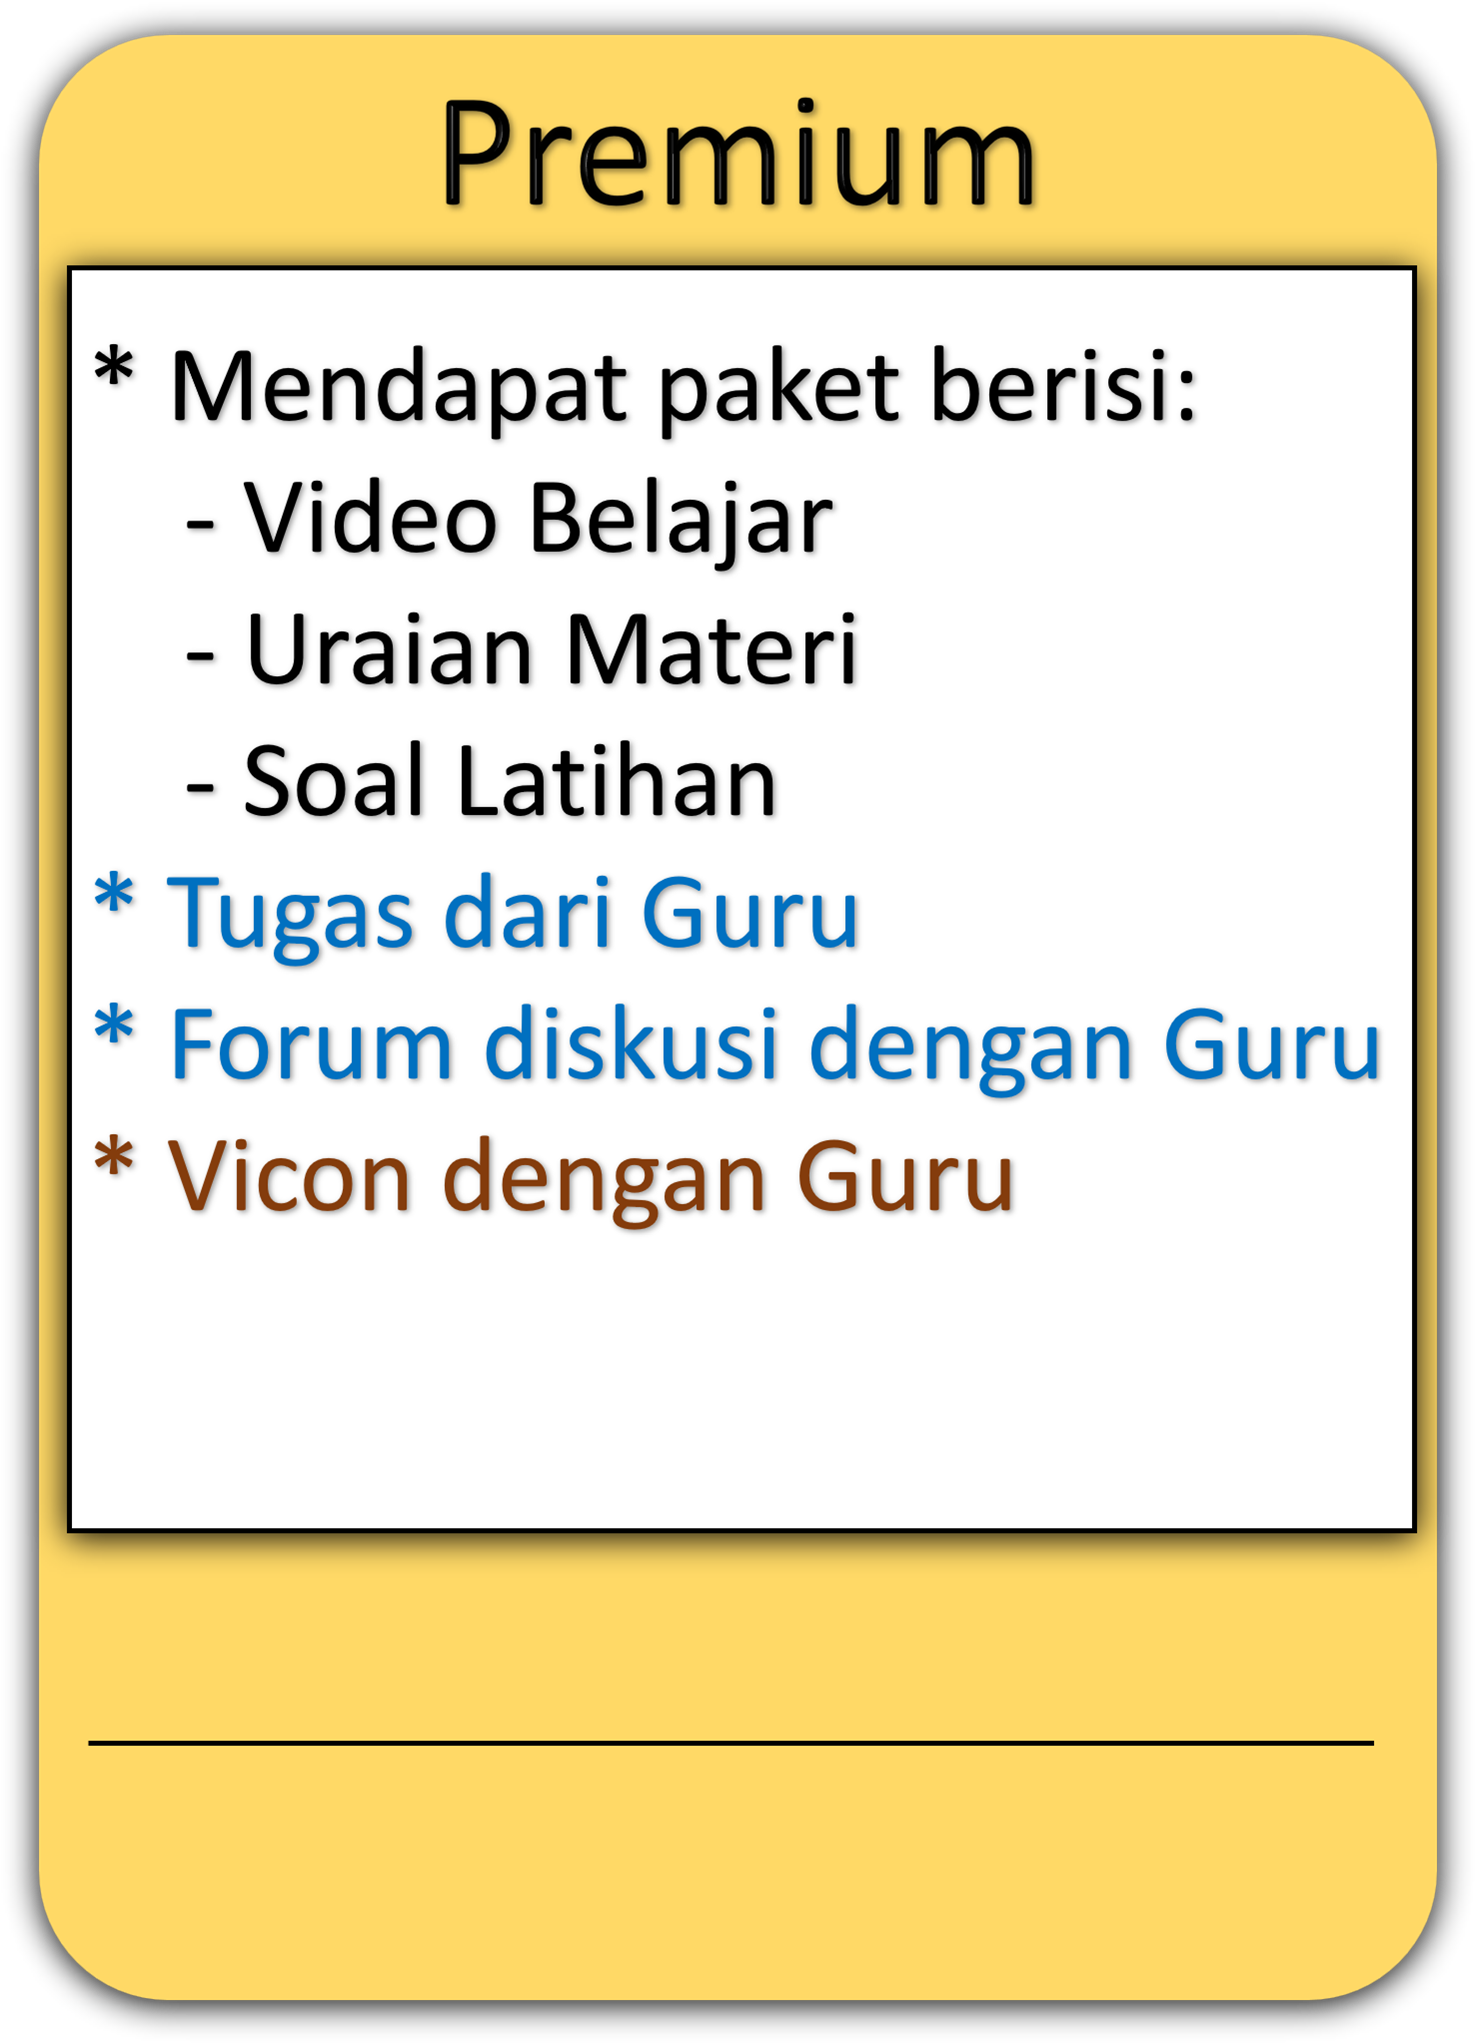 Premium
* Mendapat paket berisi:
- Video Belajar
- Uraian Materi
- Soal Latihan
* Tugas dari Guru
* Forum diskusi dengan Guru
* Vicon dengan Guru